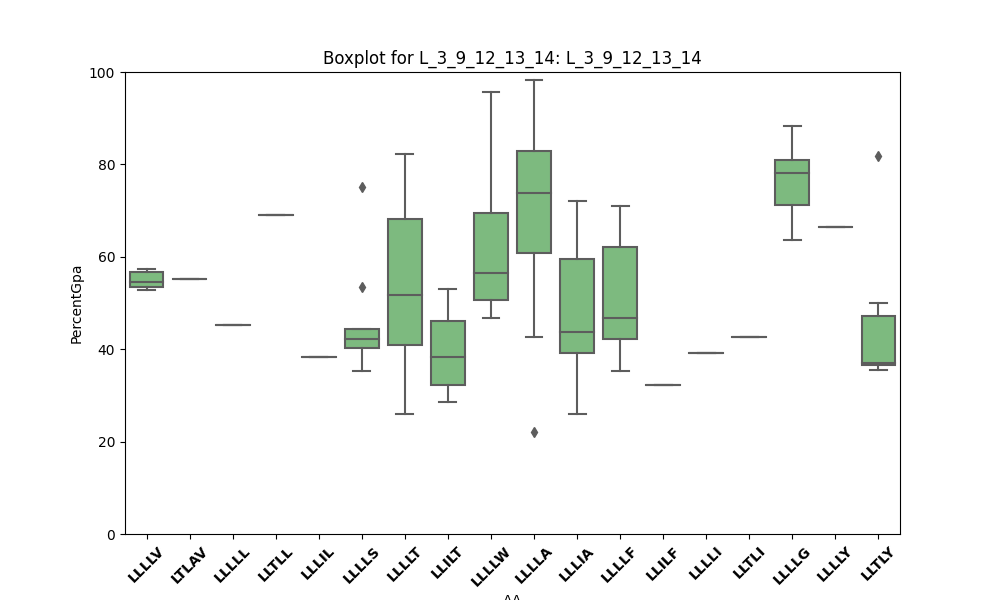 Boxplot for L_3_9_12_13_14: L_3_9_12_13_14
PercentGpa
100
80
60
40
20
0
LLLLV
LTLAV
LLLLL
LLTLL
LLLIL
LLLLS
LLLLT
LLILT
LLLLW
LLLLA
LLLIA
LLLLF
LLILF
LLLLI
LLTLI
LLLLG
LLLLY
LLTLY
AA